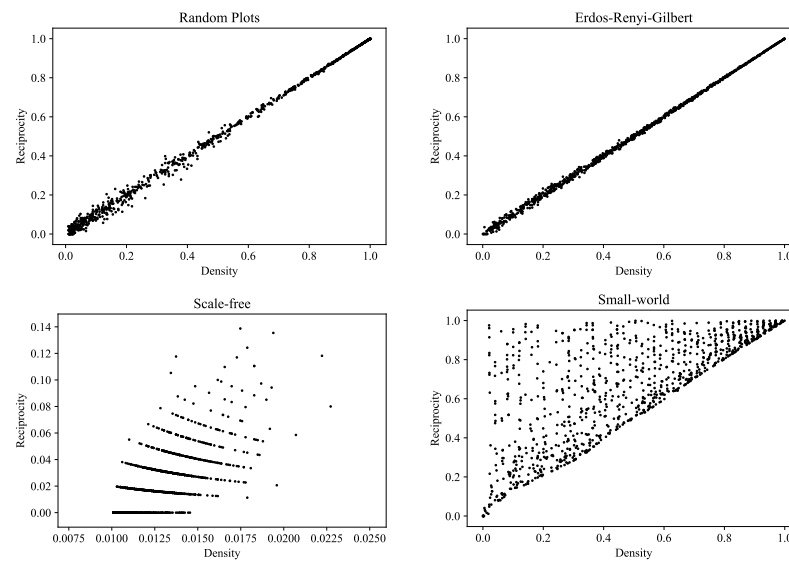 Random Plots
1.0
0.8
0.6
0.4
0.2
0.0
Reciprocity
0.0 0.2 0.4 0.6 0.8 1.0
Density
Erdos-Renyi-Gilbert
1.0
0.8
0.6
0.4
0.2
0.0
Reciprocity
0.0 0.2 0.4 0.6 0.8 1.0
Density
Scale-free
0.14
0.12
0.10
0.08
0.06
0.04
0.02
0.00
Reciprocity
0.0075 0.0100 0.0125 0.0150 0.0175 0.0200 0.0225 0.0250
Density
Small-world
1.0
0.8
0.6
0.4
0.2
0.0
Reciprocity
0.0 0.2 0.4 0.6 0.8 1.0
Density